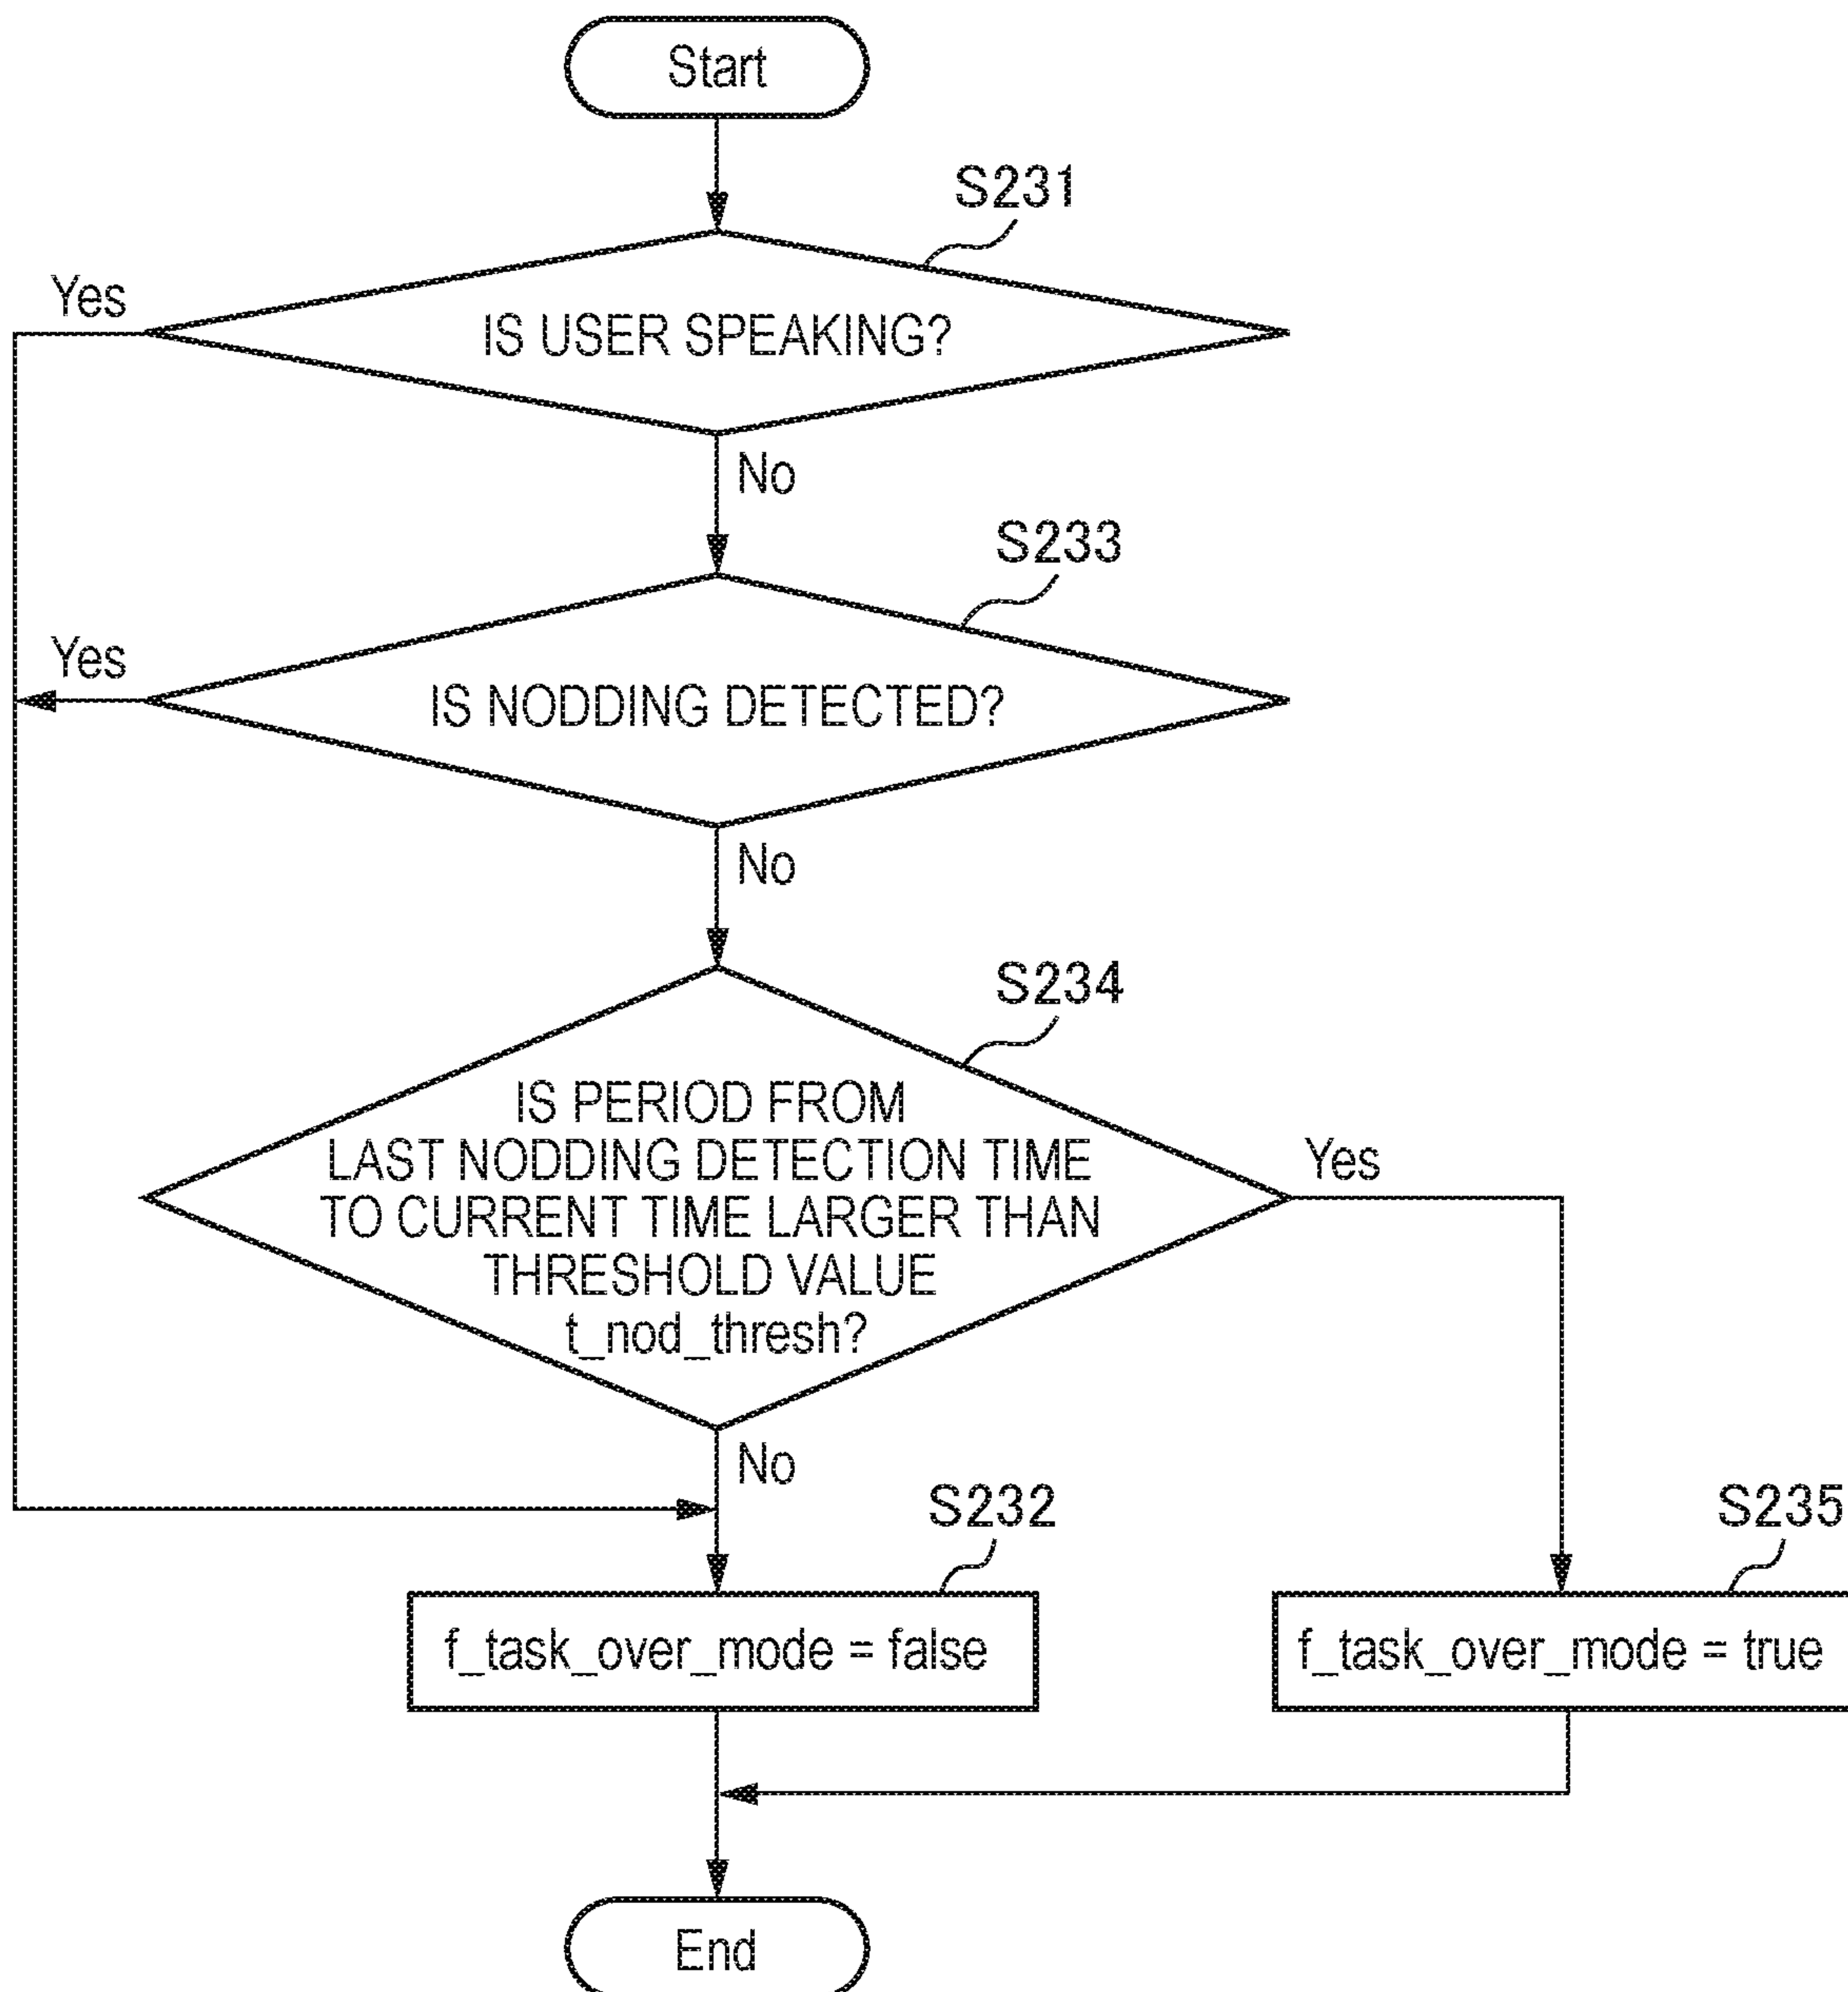 Start
S231
Yes
IS USER SPEAKING?
No
S233
Yes
IS NODDING DETECTED?
No
S234
IS PERIOD FROM
LAST NODDING DETECTION TIME
TO CURRENT TIME LARGER THAN
THRESHOLD VALUE
t_nod_thresh?
Yes
No
S232
S235
f_task_over_mode = false
f_task_over_mode = true
End